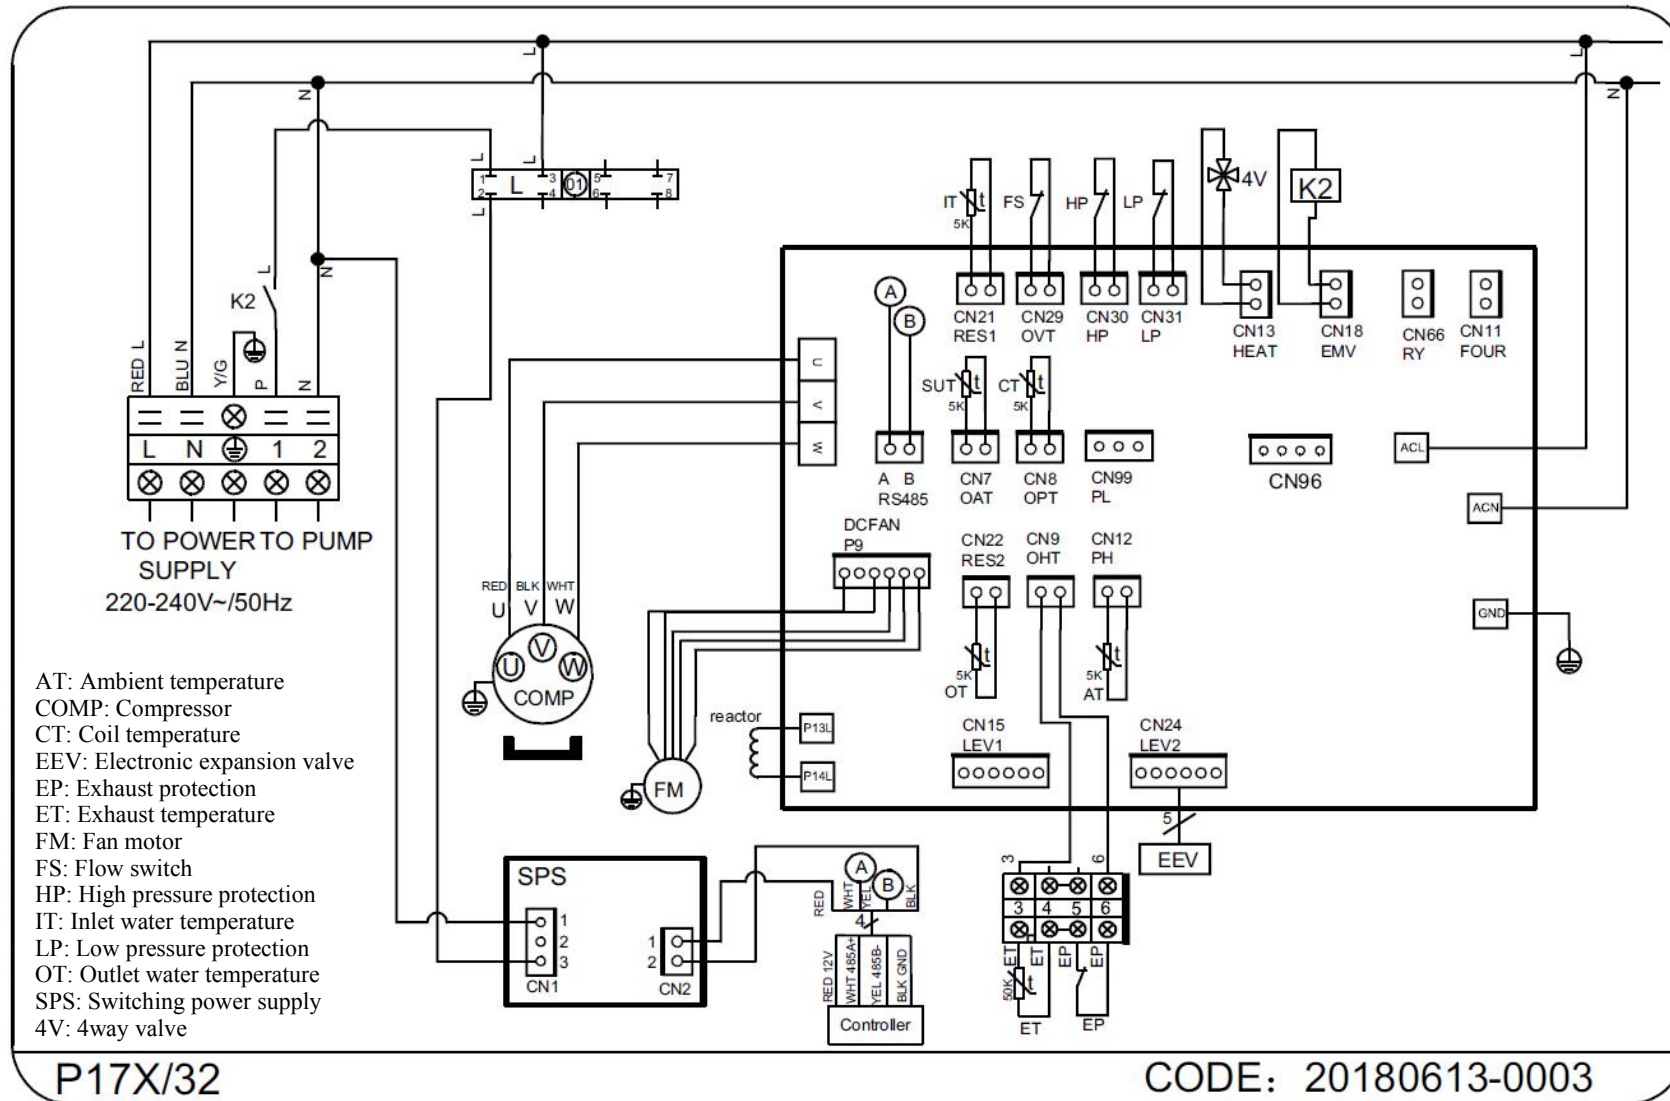 L
L
N
N
L
L
1
2
L
3
4
01
5
6
7
8
L
4V
K2
IT
t
5K
FS
HP
LP
L
N
K2
A
B
CN21
RES1
CN29
OVT
CN30
HP
CN31
LP
CN13
HEAT
CN18
EMV
CN66
RY
CN11
FOUR
RED L
BLU N
Y/G
P
N
U
V
W
SUT
t
5K
CT
t
5K
L N 1 2
A B
RS485
CN7
OAT
CN8
OPT
CN99
PL
CN96
ACL
ACN
GND
TO POWER TO PUMP
SUPPLY
220-240V~/50Hz
DCFAN
P9
CN22
RES2
CN9
OHT
CN12
PH
RED BLK WHT
U V W
U V W
COMP
t
5K
OT
t
5K
AT
reactor
P13L
P14L
FM
CN15
LEV1
CN24
LEV2
5
EEV
AT: Ambient temperature
COMP: Compressor
CT: Coil temperature
EEV: Electronic expansion valve
EP: Exhaust protection
ET: Exhaust temperature
FM: Fan motor
FS: Flow switch
HP: High pressure protection
IT: Inlet water temperature
LP: Low pressure protection
OT: Outlet water temperature
SPS: Switching power supply
4V: 4way valve
SPS
1
2
3
CN1
1
2
CN2
RED
WHT
A
YEL
B
BLK
4
RED 12V
WHT 485A+
YEL 485B-
BLK GND
Controller
3
6
3 4 5 6
ET
ET
EP
EP
50K
t
ET
EP
P17X/32
CODE：20180613-0003